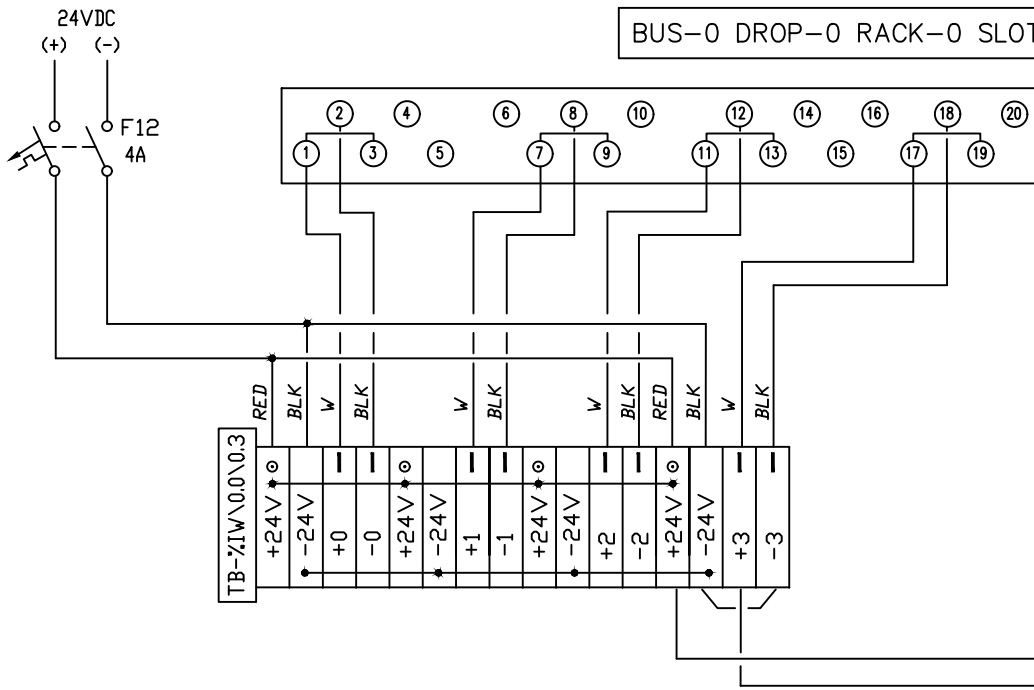 24VDC
(+) (-)
BUS-0 DROP-0 RACK-0 SLOT
F12
4A
2 4 6 8 10 12 14 16 18 20
1 3 5 7 9 11 13 15 17 19
RED BLK W BLK W BLK W BLK RED BLK W BLK
TB-%IW\0.0\0.3
+24V -24V +0 -0 +24V -24V +1 -1 +24V -24V +2 -2 +24V -24V +3 -3